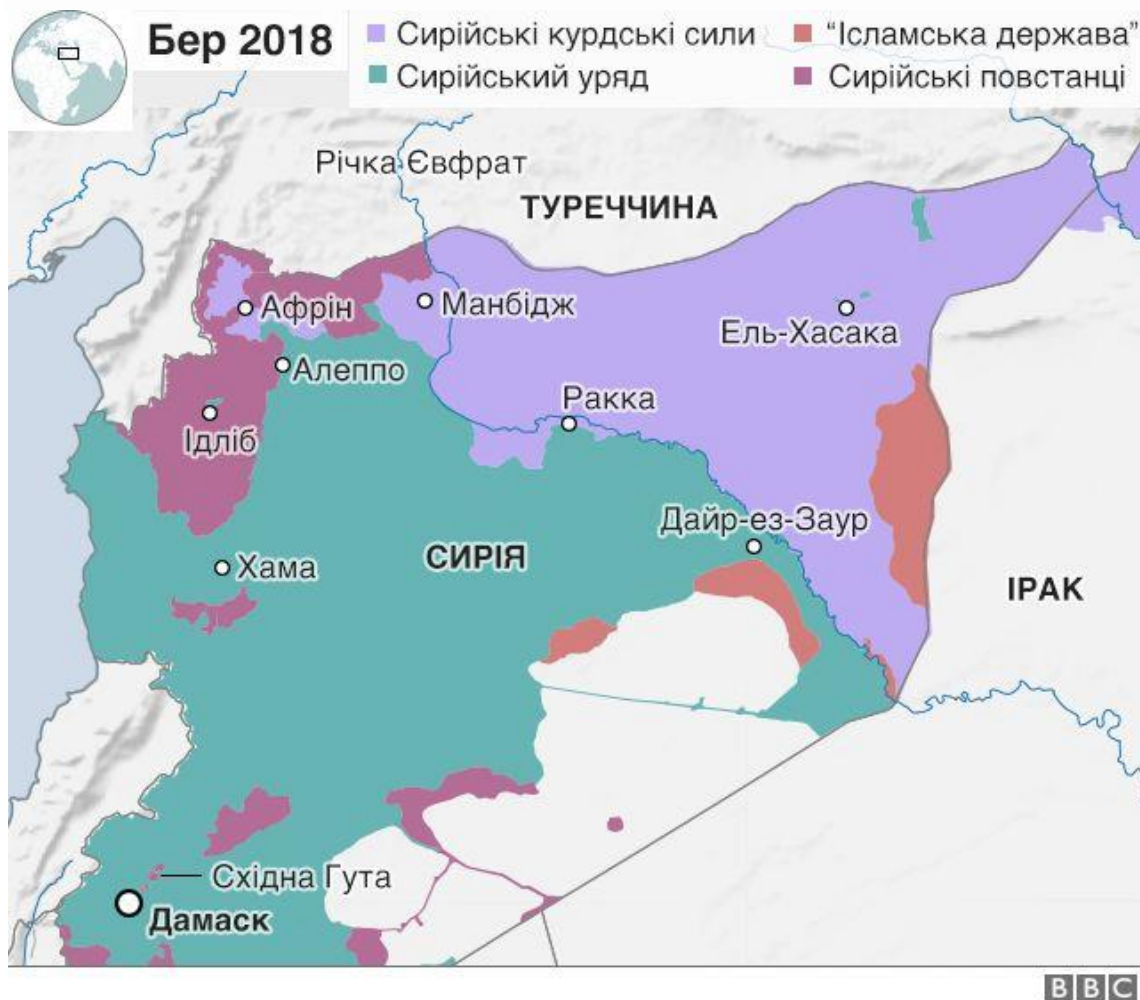 Бер 2018
Сирійські курдські сили
“Ісламська держава”
Сирійський уряд
Сирійські повстанці
Річка Євфрат
ТУРЕЧЧИНА
Афрін
Манбідж
Ель-Хасака
Алеппо
Ракка
Ідліб
Дайр-ез-Заур
СИРІЯ
Хама
ІРАК
Східна Гута
Дамаск
BBC